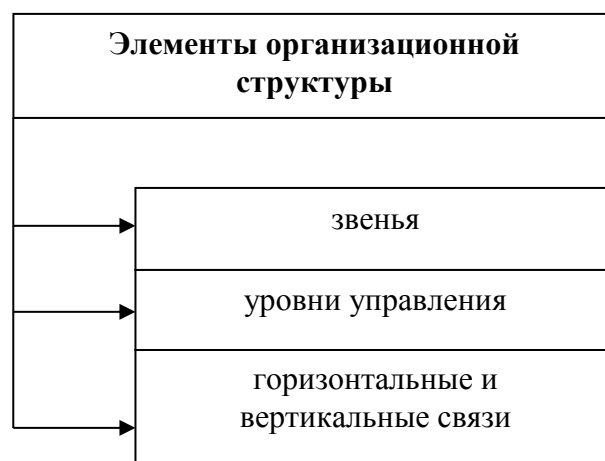 Элементы организационной
структуры
звенья
уровни управления
горизонтальные и
вертикальные связи